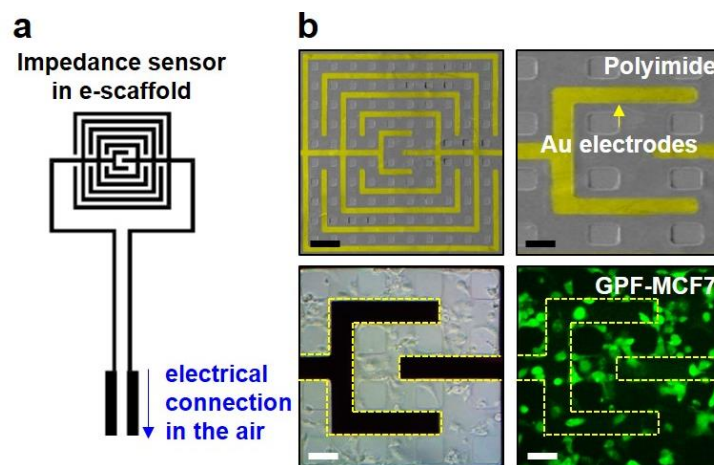 a
Impedance sensor
in e-scaffold
electrical
connection
in the air
b
Polyimide
Au electrodes
GPF-MCF7